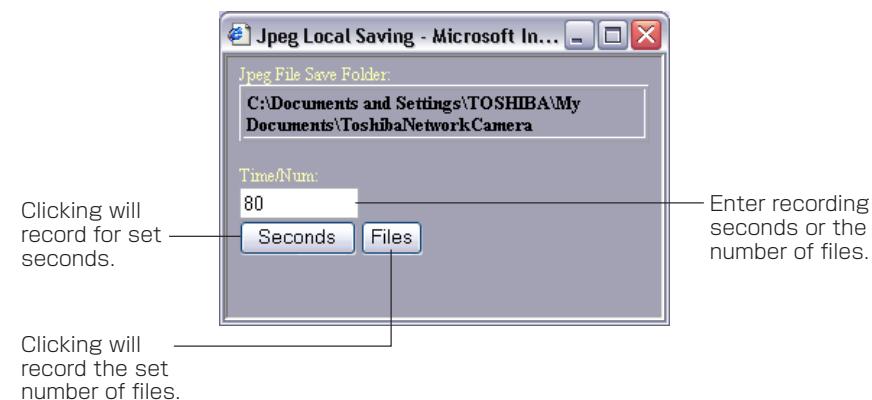 Jpeg Local Saving - Microsoft In...
Jpeg File Save Folder:
C:\Documents and Settings\TOSHIBA\My
Documents\ToshibaNetworkCamera
Time/Num:
80
Seconds Files
Clicking will
record for set
seconds.
Enter recording
seconds or the
number of files.
Clicking will
record the set
number of files.